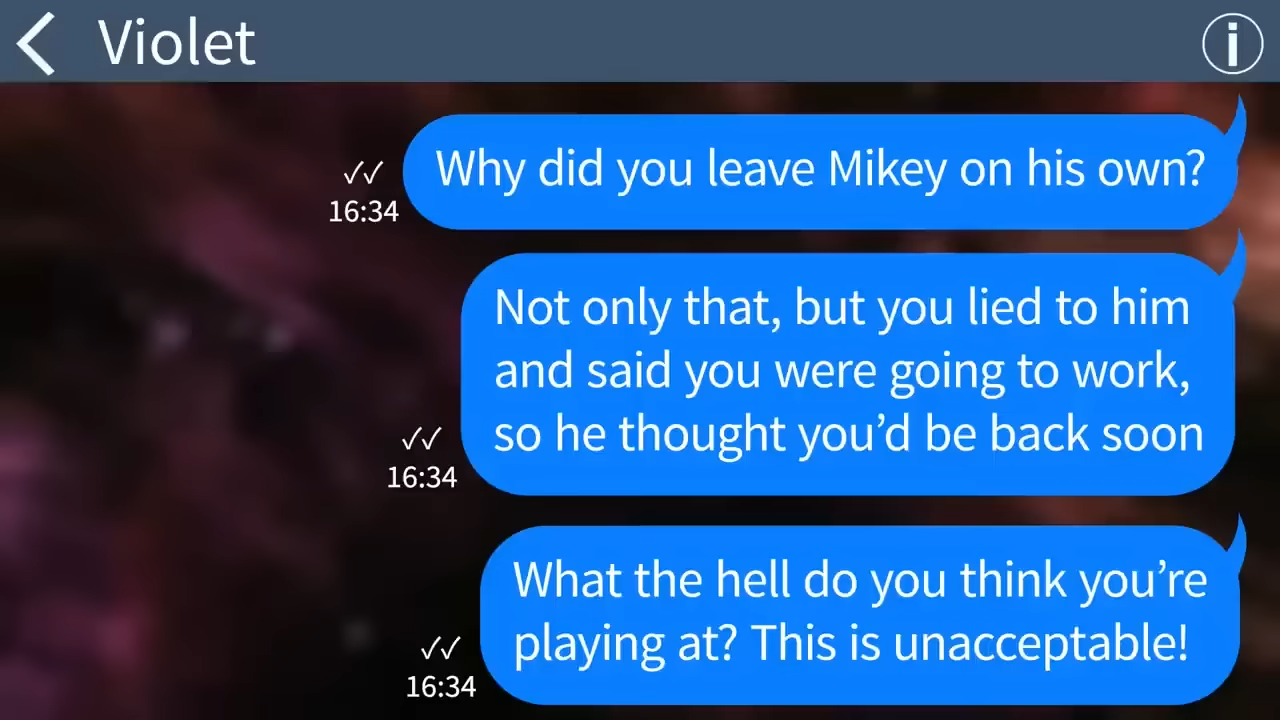 Violet
Why did you leave Mikey on his own?
✓✓
16:34
Not only that, but you lied to him
and said you were going to work,
so he thought you’d be back soon
✓✓
16:34
What the hell do you think you’re
playing at? This is unacceptable!
✓✓
16:34